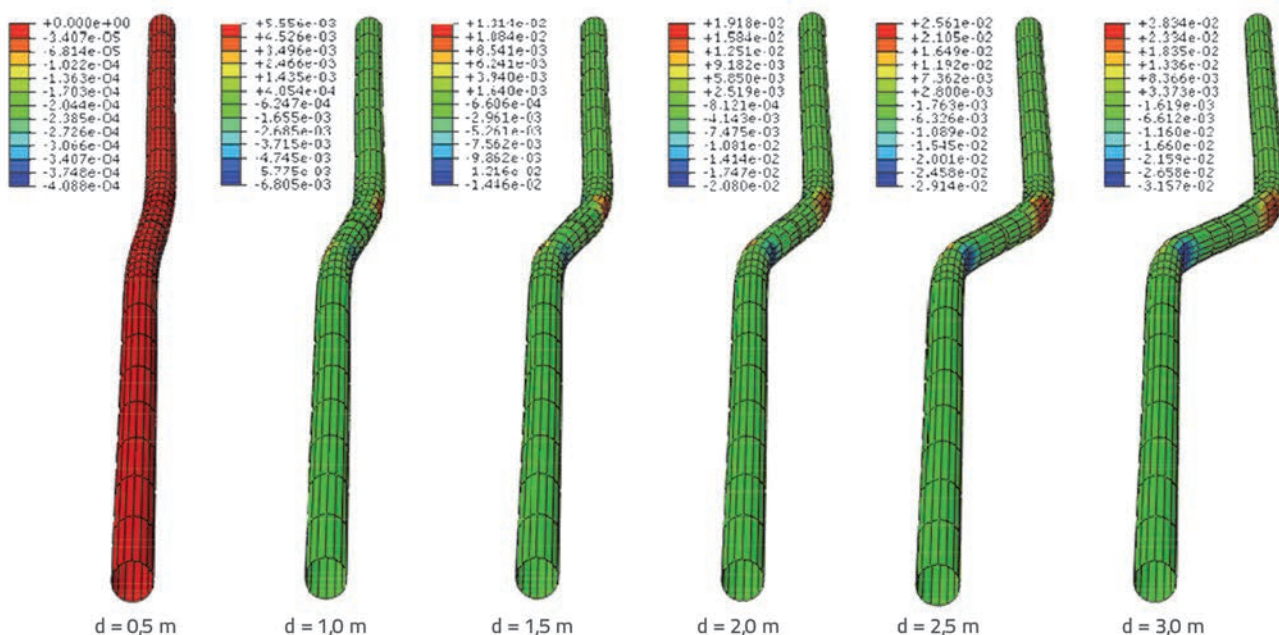 +0.000e+00
-3.407e-05
-6.814e-05
-1.022e-04
-1.363e-04
-1.703e-04
-2.044e-04
-2.385e-04
-2.726e-04
-3.066e-04
-3.407e-04
-3.748e-04
-4.088e-04
+5.556e-03
+4.526e-03
+3.496e-03
+2.466e-03
+1.435e-03
+4.054e-04
-6.247e-04
-1.655e-03
-2.685e-03
-3.715e-03
-4.745e-03
-5.775e-03
-6.805e-03
+1.314e-02
+1.084e-02
+8.541e-03
+6.241e-03
+3.940e-03
+1.640e-03
-6.606e-04
-2.961e-03
-5.261e-03
-7.562e-03
-9.862e-03
-1.216e-02
-1.446e-02
+1.918e-02
+1.584e-02
+1.251e-02
+9.182e-03
+5.850e-03
+2.519e-03
-8.121e-04
-4.143e-03
-7.475e-03
-1.081e-02
-1.414e-02
-1.747e-02
-2.080e-02
+2.561e-02
+2.105e-02
+1.649e-02
+1.192e-02
+7.362e-03
+2.800e-03
-1.763e-03
-6.326e-03
-1.089e-02
-1.545e-02
-2.001e-02
-2.458e-02
-2.914e-02
+2.834e-02
+2.334e-02
+1.835e-02
+1.336e-02
+8.366e-03
+3.373e-03
-1.619e-03
-6.612e-03
-1.160e-02
-1.660e-02
-2.159e-02
-2.658e-02
-3.157e-02
d = 0,5 m
d = 1,0 m
d = 1,5 m
d = 2,0 m
d = 2,5 m
d = 3,0 m